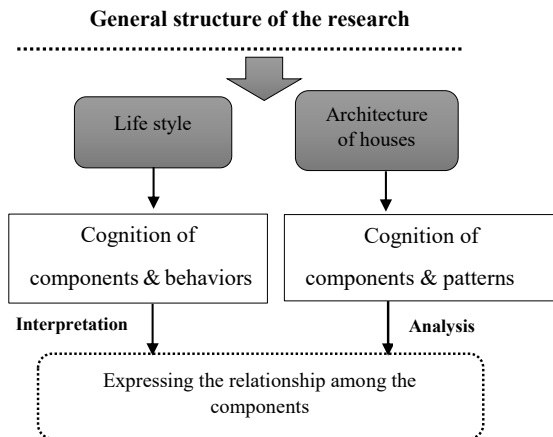 General structure of the research
Life style
Architecture
of houses
Cognition of
components & behaviors
Cognition of
components & patterns
Interpretation
Analysis
Expressing the relationship among the
components